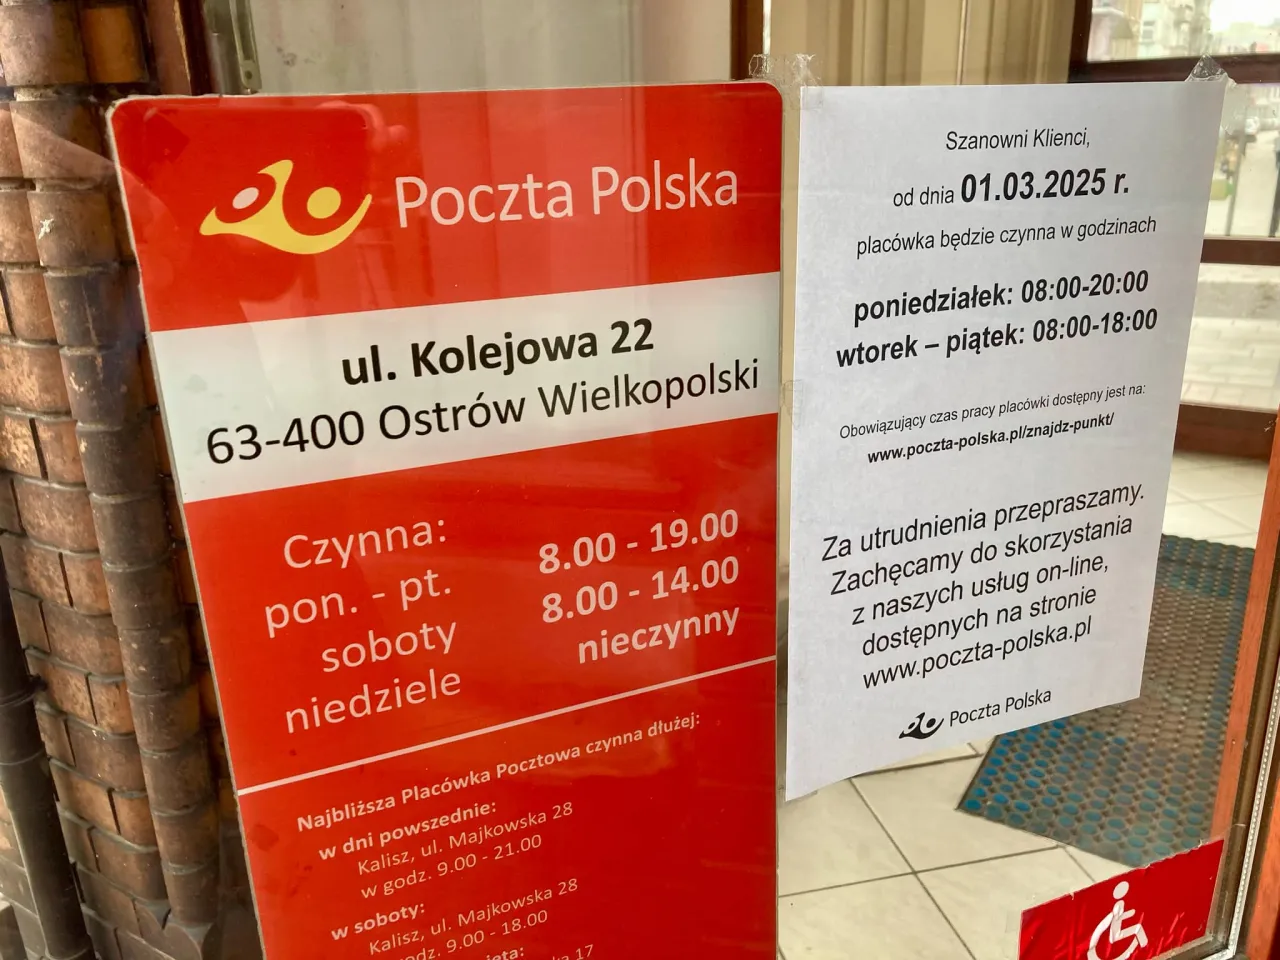 Poczta Polska
ul. Kolejowa 22
63-400 Ostrów Wielkopolski
Czynna:
pon. - pt. 8.00 - 19.00
soboty 8.00 - 14.00
niedziele nieczynny
Najbliższa Placówka Pocztowa czynna dłużej:
w dni powszednie:
Kalisz, ul. Majkowska 28
w godz. 9.00 - 21.00
w soboty:
Kalisz, ul. Majkowska 28
godz. 9.00 - 18.00
17
Szanowni Klienci,
od dnia 01.03.2025 r.
placówka będzie czynna w godzinach
poniedziałek: 08:00-20:00
wtorek – piątek: 08:00-18:00
Obowiązujący czas pracy placówki dostępny jest na:
www.poczta-polska.pl/znajdz-punkt/
Za utrudnienia przepraszamy.
Zachęcamy do skorzystania
z naszych usług on-line,
dostępnych na stronie
www.poczta-polska.pl
Poczta Polska